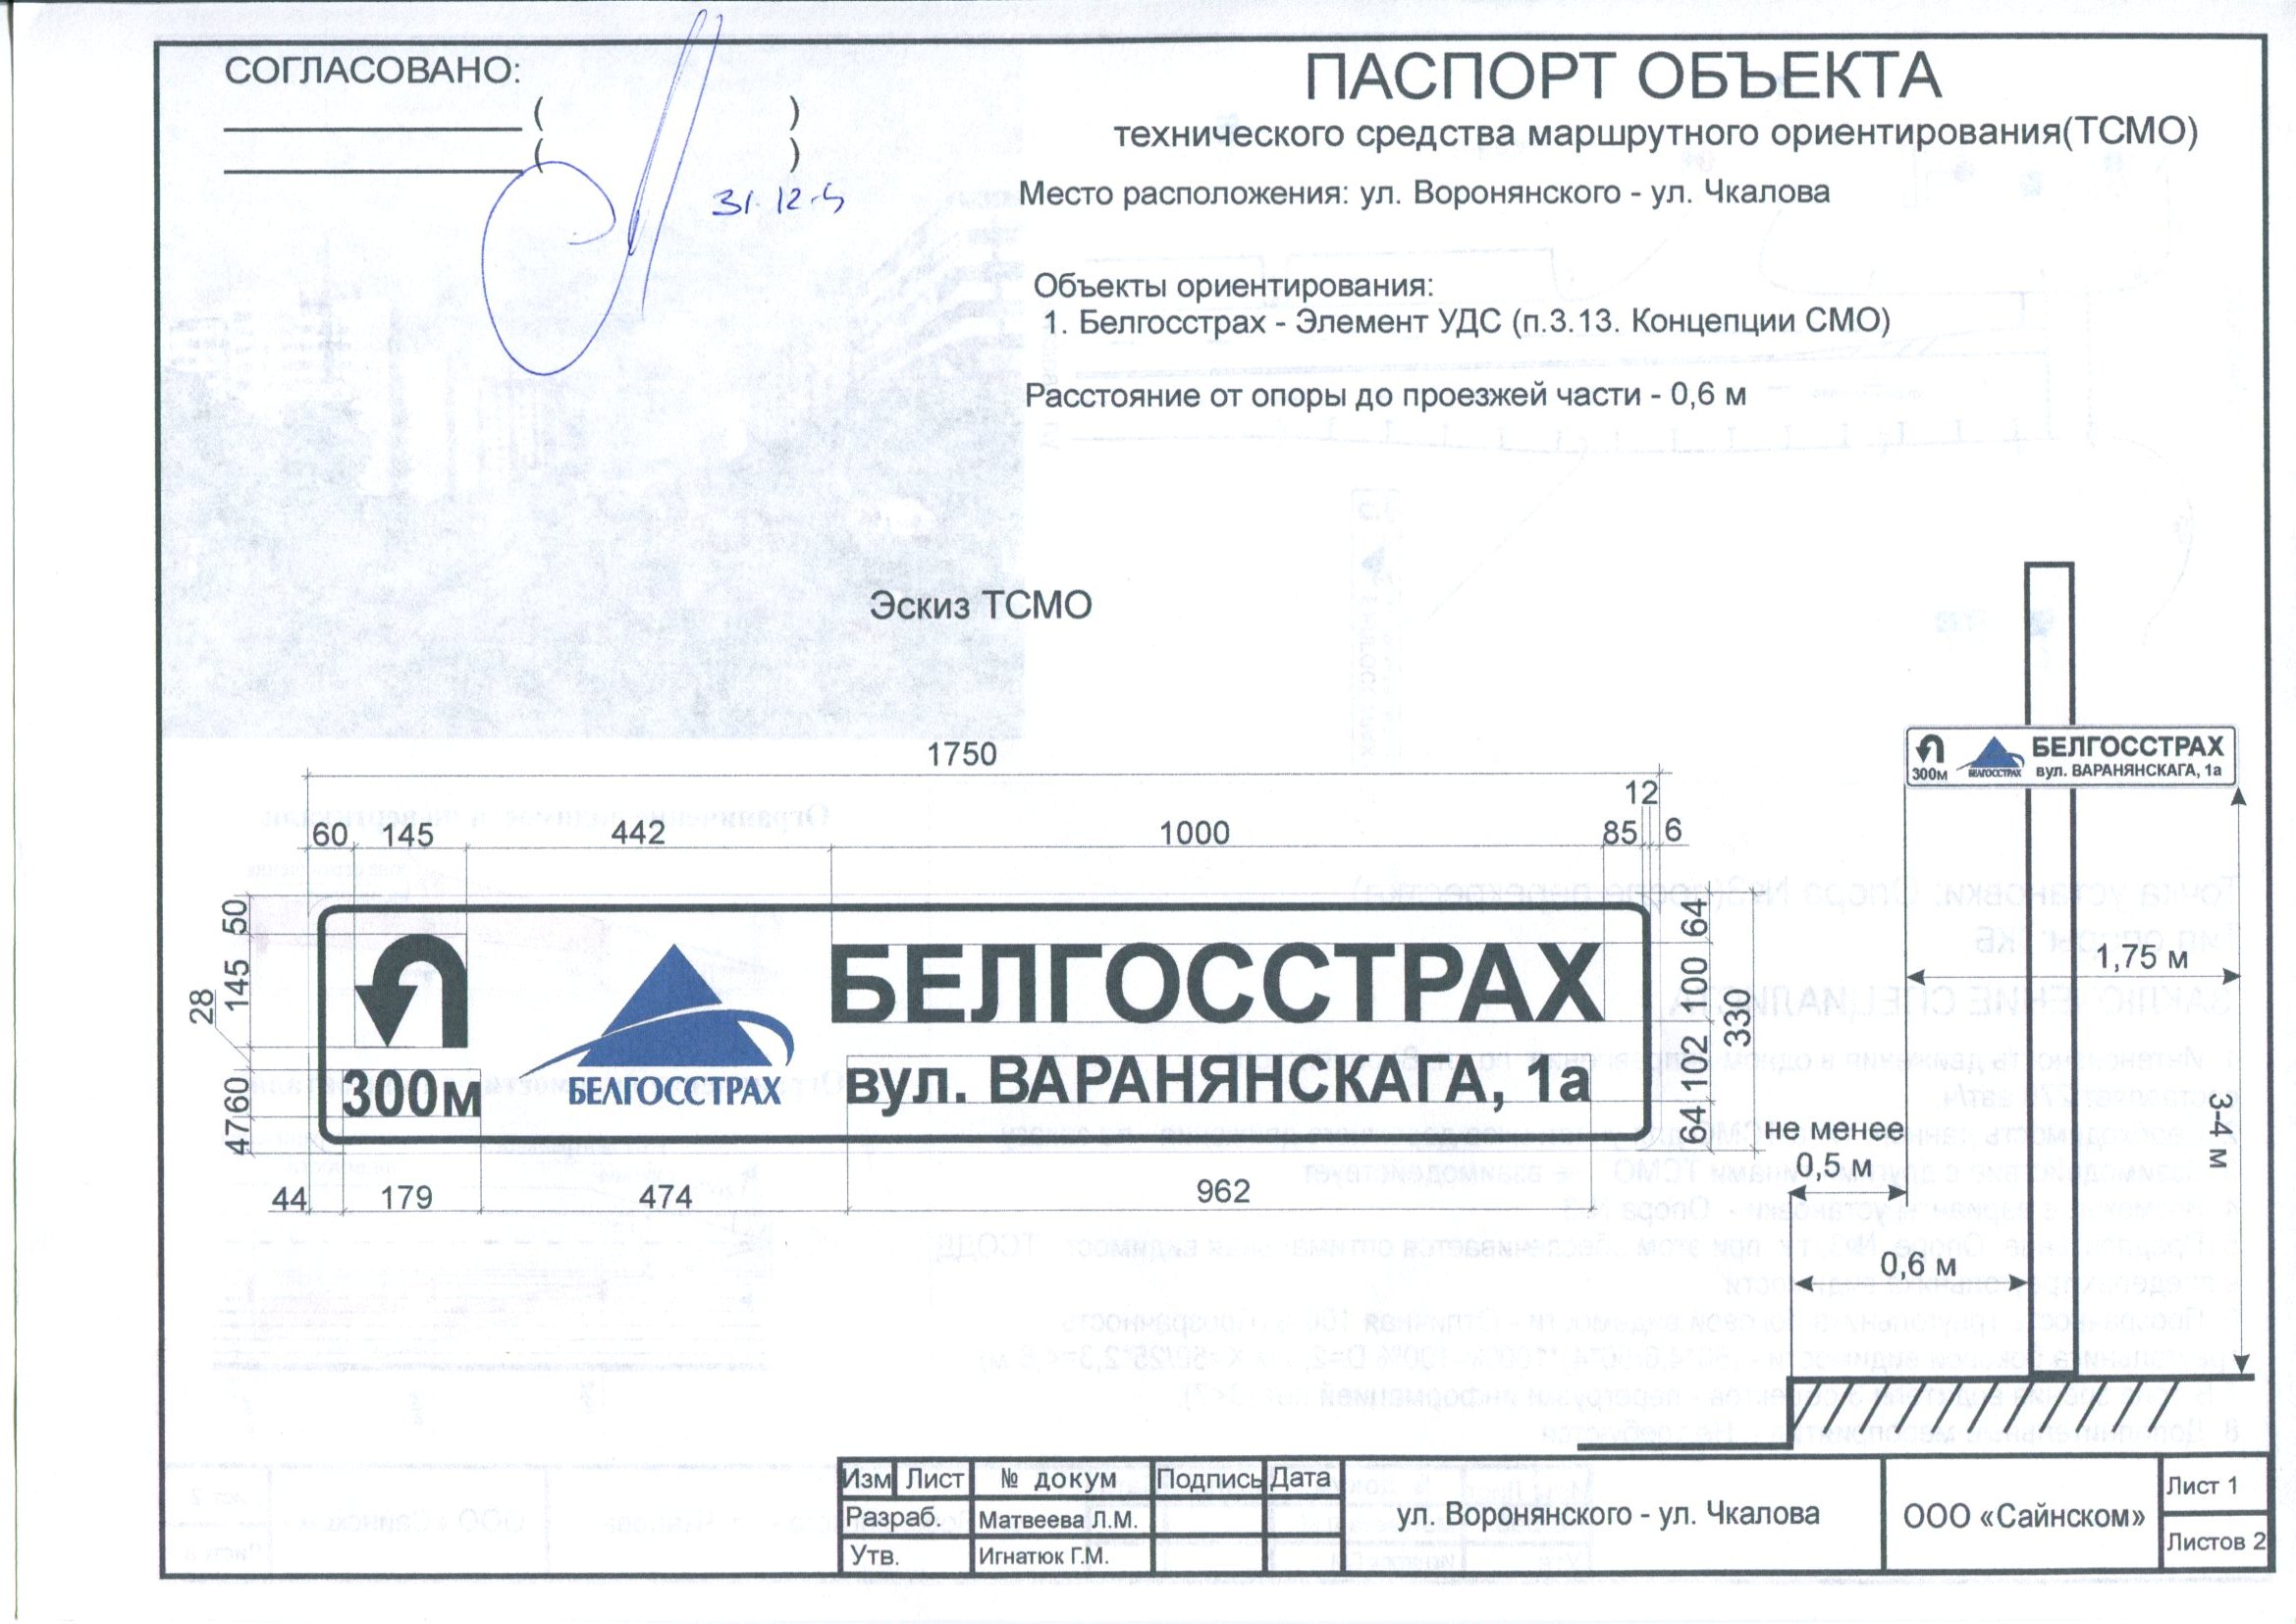 СОГЛАСОВАНО:
( )
( )
31.12.
ПАСПОРТ ОБЪЕКТА
технического средства маршрутного ориентирования(ТСМО)
Место расположения: ул. Воронянского - ул. Чкалова
Объекты ориентирования:
1. Белгосстрах - Элемент УДС (п.3.13. Концепции СМО)
Расстояние от опоры до проезжей части - 0,6 м
Эскиз ТСМО
1750
12
60 145 442 1000 85 6
50 145 28 60 47
64 100 102 64 330
300м
БЕЛГОССТРАХ
БЕЛГОССТРАХ
вул. ВАРАНЯНСКАГА, 1а
44 179 474 962
300м
БЕЛГОССТРАХ
БЕЛГОССТРАХ
вул. ВАРАНЯНСКАГА, 1а
1,75 м
3-4 м
не менее
0,5 м
0,6 м
Изм Лист № докум Подпись Дата
Разраб. Матвеева Л.М.
Утв. Игнатюк Г.М.
ул. Воронянского - ул. Чкалова
ООО «Сайнском»
Лист 1
Листов 2